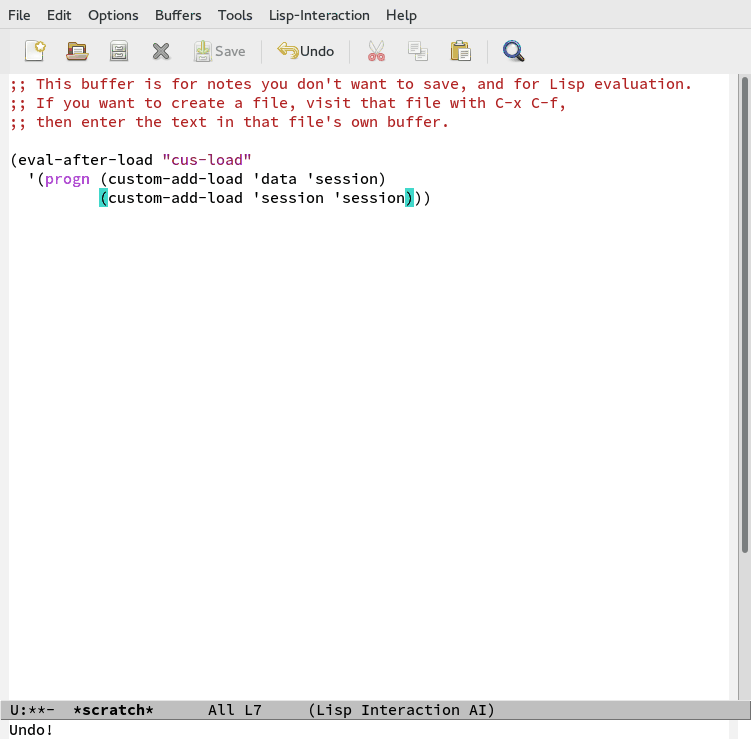 File Edit Options Buffers Tools Lisp-Interaction Help
Save Undo
;; This buffer is for notes you don't want to save, and for Lisp evaluation.
;; If you want to create a file, visit that file with C-x C-f,
;; then enter the text in that file's own buffer.
(eval-after-load "cus-load"
  '(progn (custom-add-load 'data 'session)
          (custom-add-load 'session 'session)))
U:**-  *scratch*      All L7     (Lisp Interaction AI)
Undo!